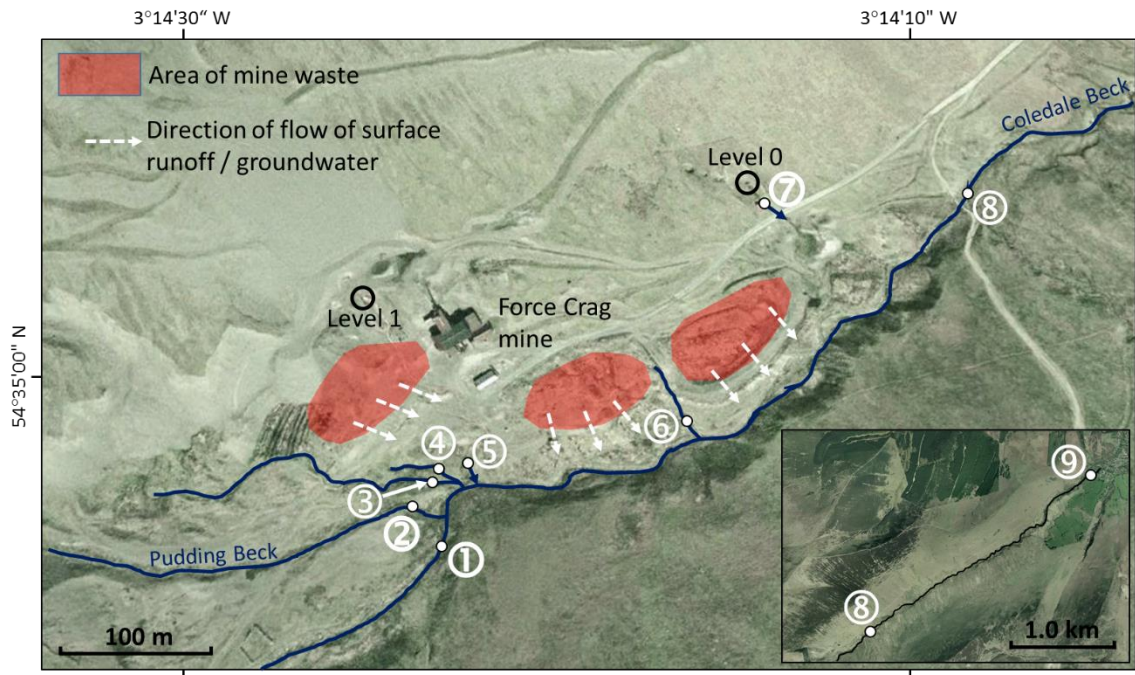 3°14'30" W
3°14'10" W
Area of mine waste
Direction of flow of surface
runoff / groundwater
Coledale Beck
Level 0
⑦
⑧
Level 1
Force Crag
mine
54°35'00" N
④
⑤
⑥
③
②
①
Pudding Beck
100 m
⑨
⑧
1.0 km